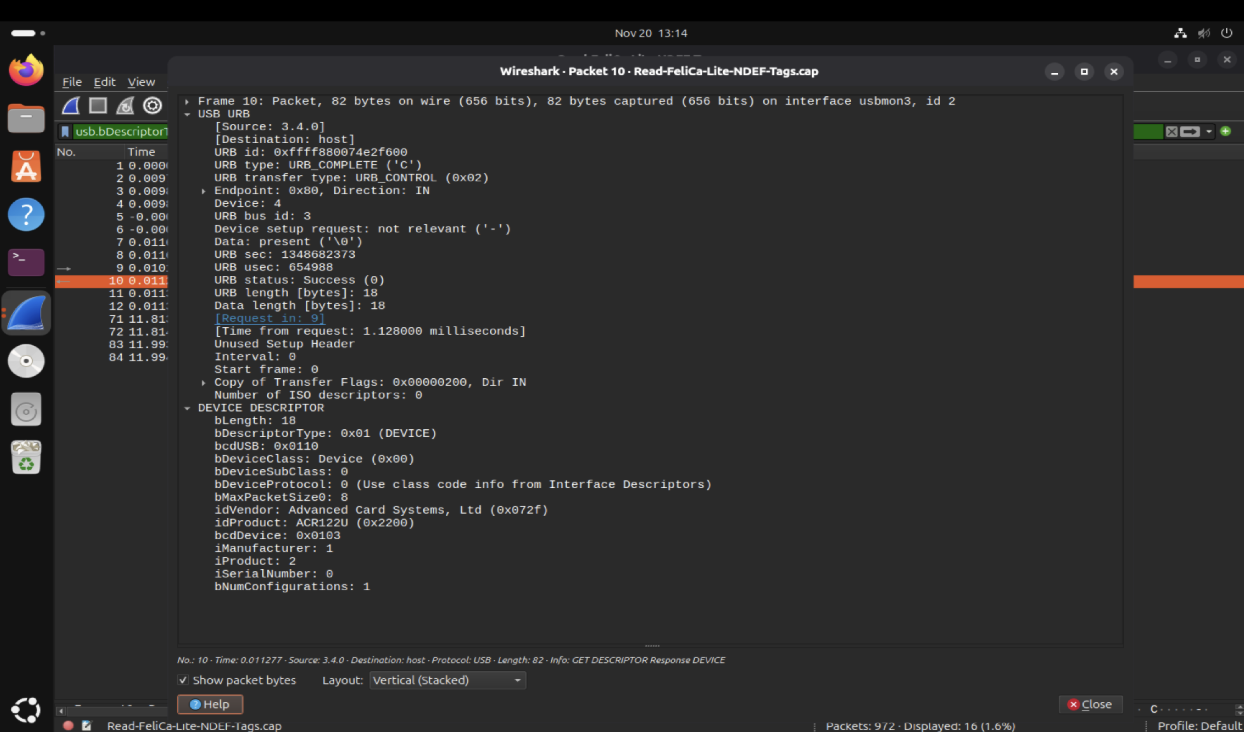 Nov 20 13:14
Wireshark · Packet 10 · Read-FeliCa-Lite-NDEF-Tags.cap
File Edit View
usb.bDescriptorT
No. Time
1 0.000
2 0.009
3 0.009
4 0.009
5 -0.00
6 -0.00
7 0.011
8 0.011
9 0.010
10 0.011
11 0.011
12 0.011
71 11.81
72 11.81
83 11.99
84 11.99
Frame 10: Packet, 82 bytes on wire (656 bits), 82 bytes captured (656 bits) on interface usbmon3, id 2
USB URB
[Source: 3.4.0]
[Destination: host]
URB id: 0xffff880074e2f600
URB type: URB_COMPLETE ('C')
URB transfer type: URB_CONTROL (0x02)
Endpoint: 0x80, Direction: IN
Device: 4
URB bus id: 3
Device setup request: not relevant ('-')
Data: present ('\0')
URB sec: 1348682373
URB usec: 654988
URB status: Success (0)
URB length [bytes]: 18
Data length [bytes]: 18
[Request in: 9]
[Time from request: 1.128000 milliseconds]
Unused Setup Header
Interval: 0
Start frame: 0
Copy of Transfer Flags: 0x00000200, Dir IN
Number of ISO descriptors: 0
DEVICE DESCRIPTOR
bLength: 18
bDescriptorType: 0x01 (DEVICE)
bcdUSB: 0x0110
bDeviceClass: Device (0x00)
bDeviceSubClass: 0
bDeviceProtocol: 0 (Use class code info from Interface Descriptors)
bMaxPacketSize0: 8
idVendor: Advanced Card Systems, Ltd (0x072f)
idProduct: ACR122U (0x2200)
bcdDevice: 0x0103
iManufacturer: 1
iProduct: 2
iSerialNumber: 0
bNumConfigurations: 1
No.: 10 · Time: 0.011277 · Source: 3.4.0 · Destination: host · Protocol: USB · Length: 82 · Info: GET DESCRIPTOR Response DEVICE
Show packet bytes Layout: Vertical (Stacked)
Help Close
· C · · · · · - ·
Read-FeliCa-Lite-NDEF-Tags.cap Packets: 972 · Displayed: 16 (1.6%) Profile: Default